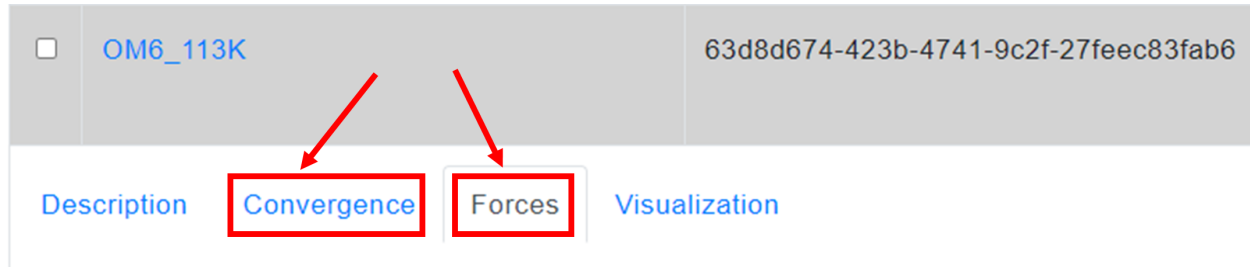 OM6_113K 63d8d674-423b-4741-9c2f-27feec83fab6
Description Convergence Forces Visualization